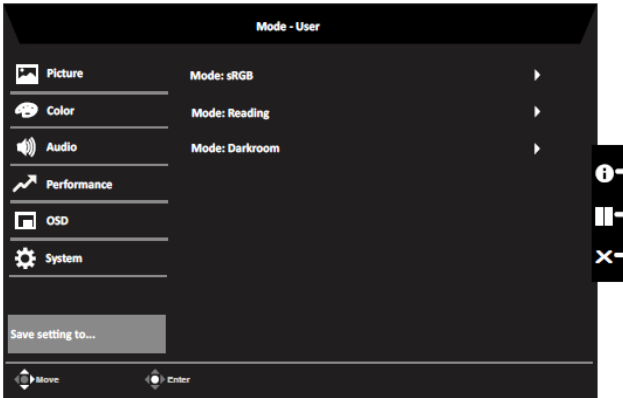 Mode - User
Picture
Mode: sRGB
Color
Mode: Reading
Audio
Mode: Darkroom
Performance
OSD
System
Save setting to...
Move
Enter